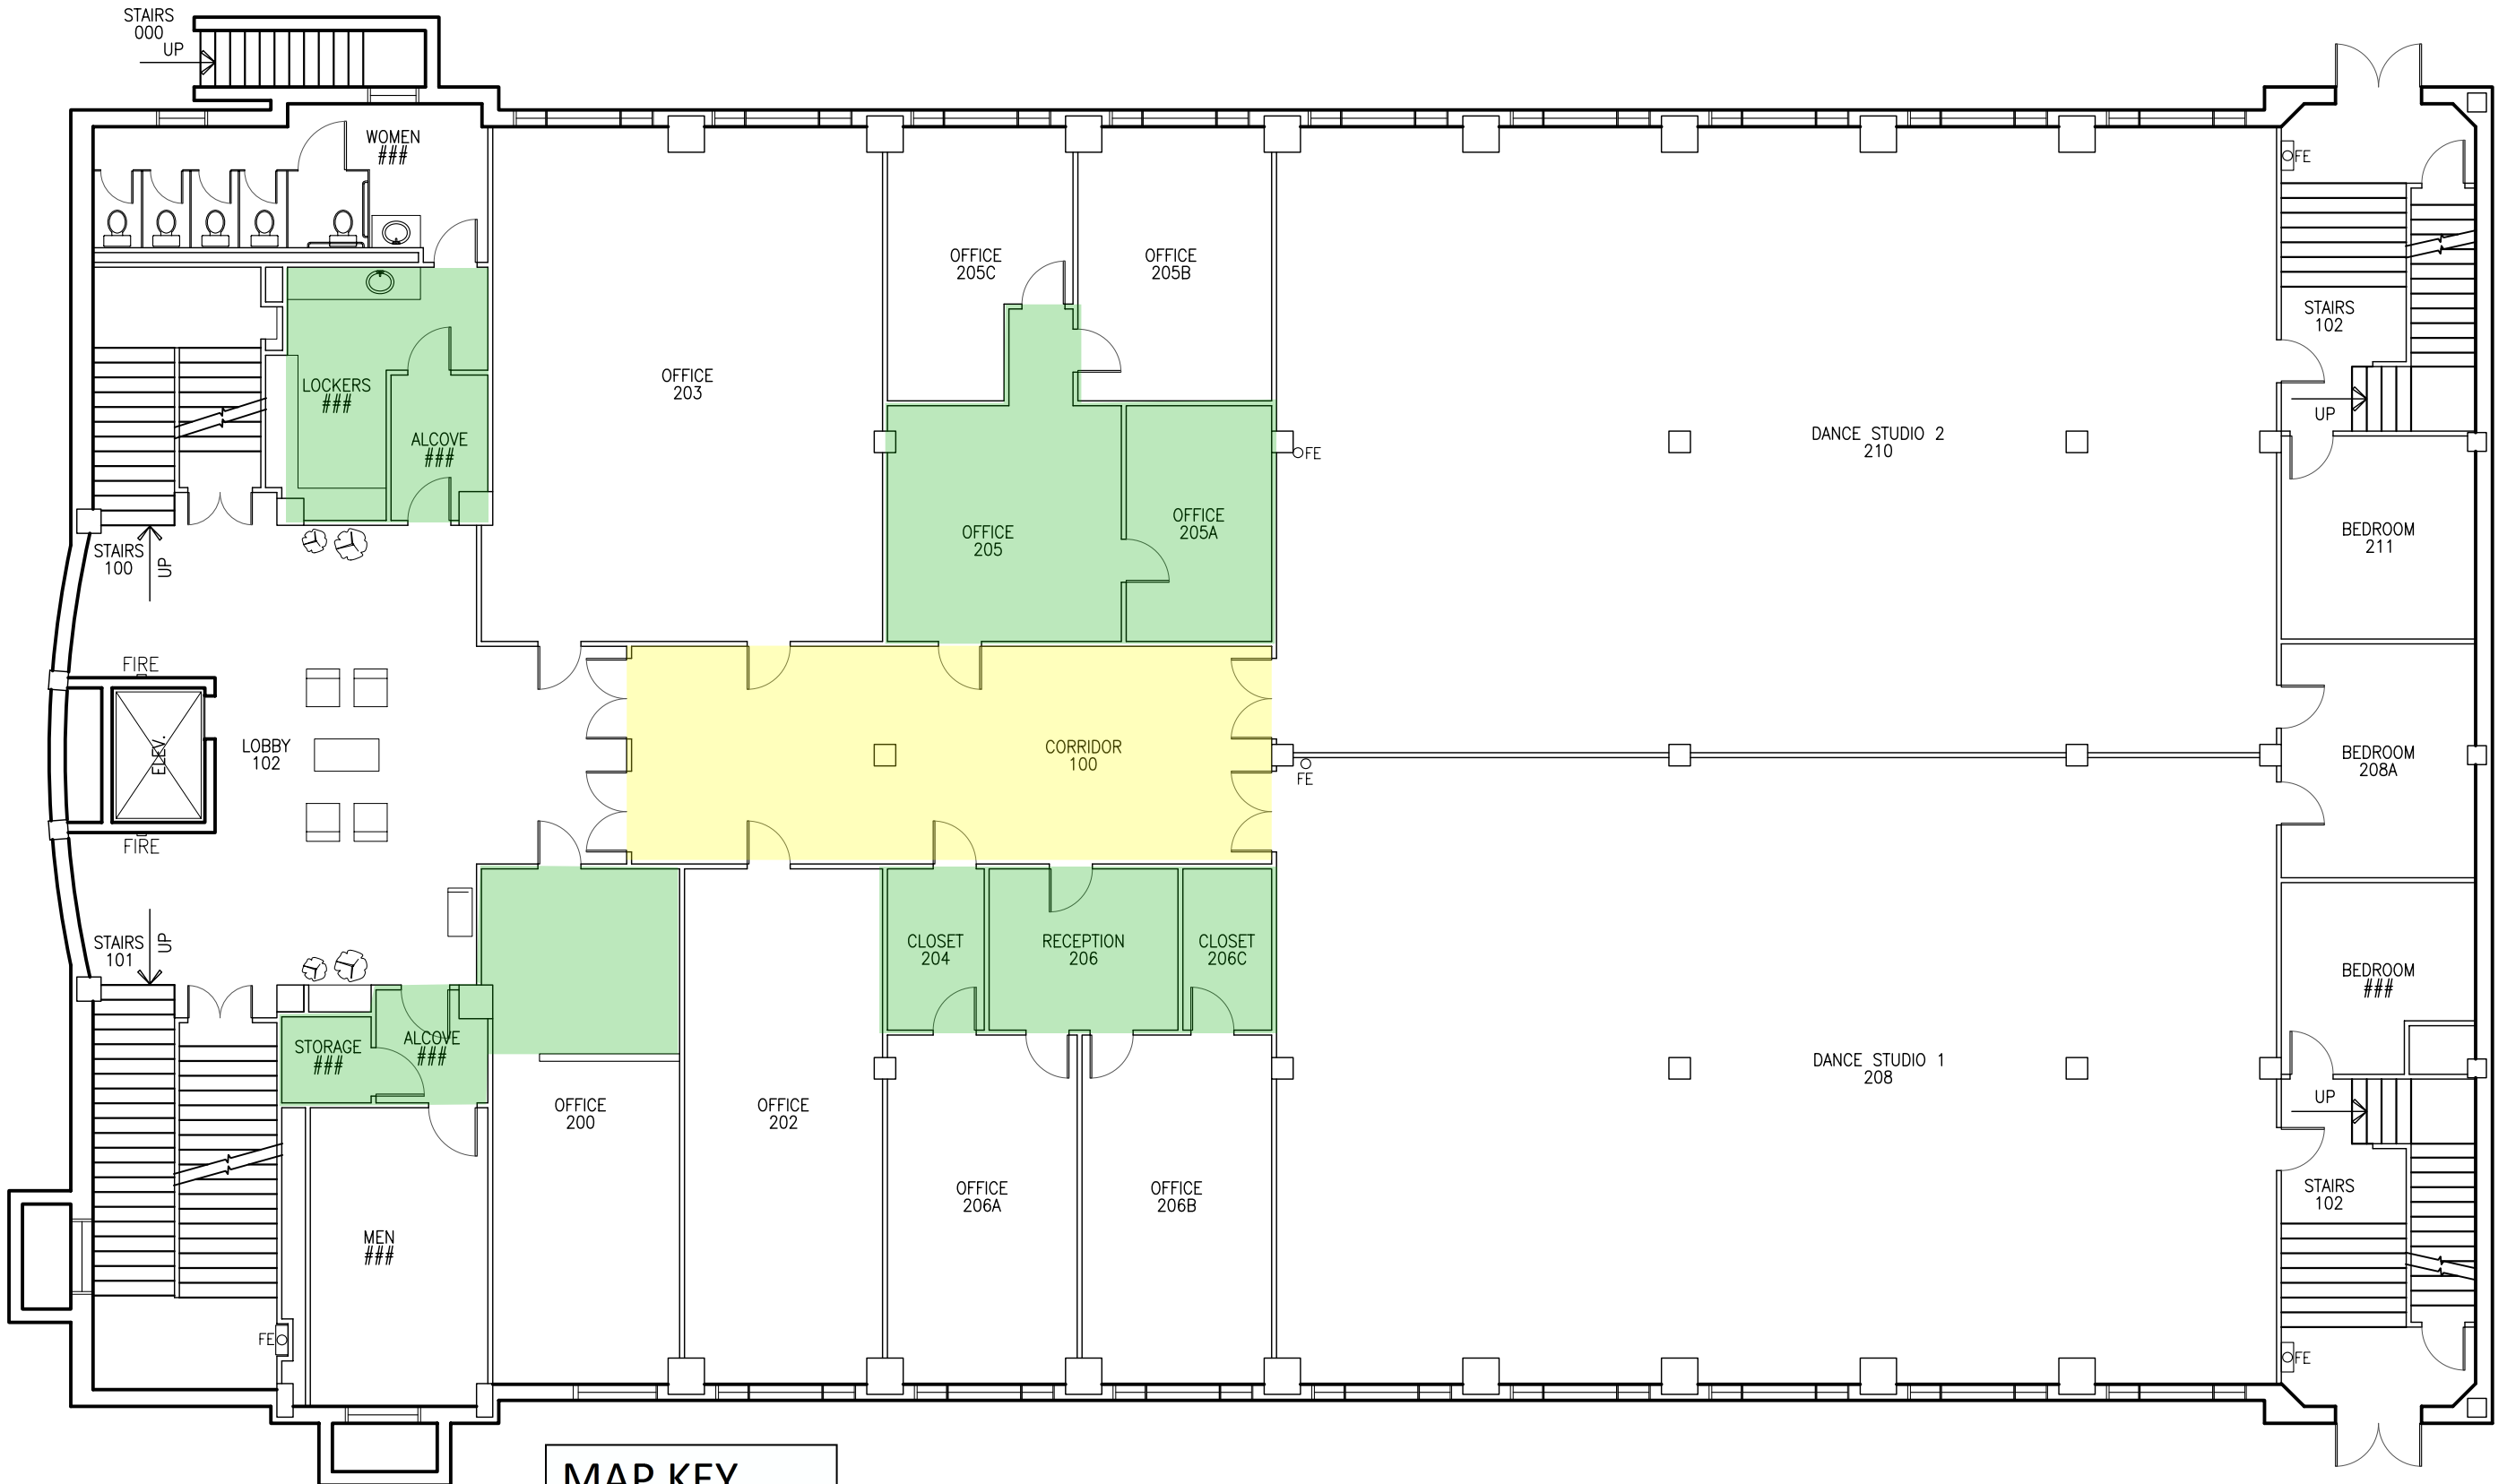 STAIRS
000
UP
WOMEN
###
FE
OFFICE
205C
OFFICE
205B
STAIRS
102
OFFICE
203
LOCKERS
###
ALCOVE
###
UP
DANCE STUDIO 2
210
FE
OFFICE
205
OFFICE
205A
BEDROOM
211
STAIRS
100
UP
FIRE
ELEV.
LOBBY
102
CORRIDOR
100
FE
BEDROOM
208A
FIRE
STAIRS
101
UP
CLOSET
204
RECEPTION
206
CLOSET
206C
BEDROOM
###
STORAGE
###
ALCOVE
###
OFFICE
200
OFFICE
202
DANCE STUDIO 1
208
UP
OFFICE
206A
OFFICE
206B
STAIRS
102
MEN
###
FE
FE
MAP KEY